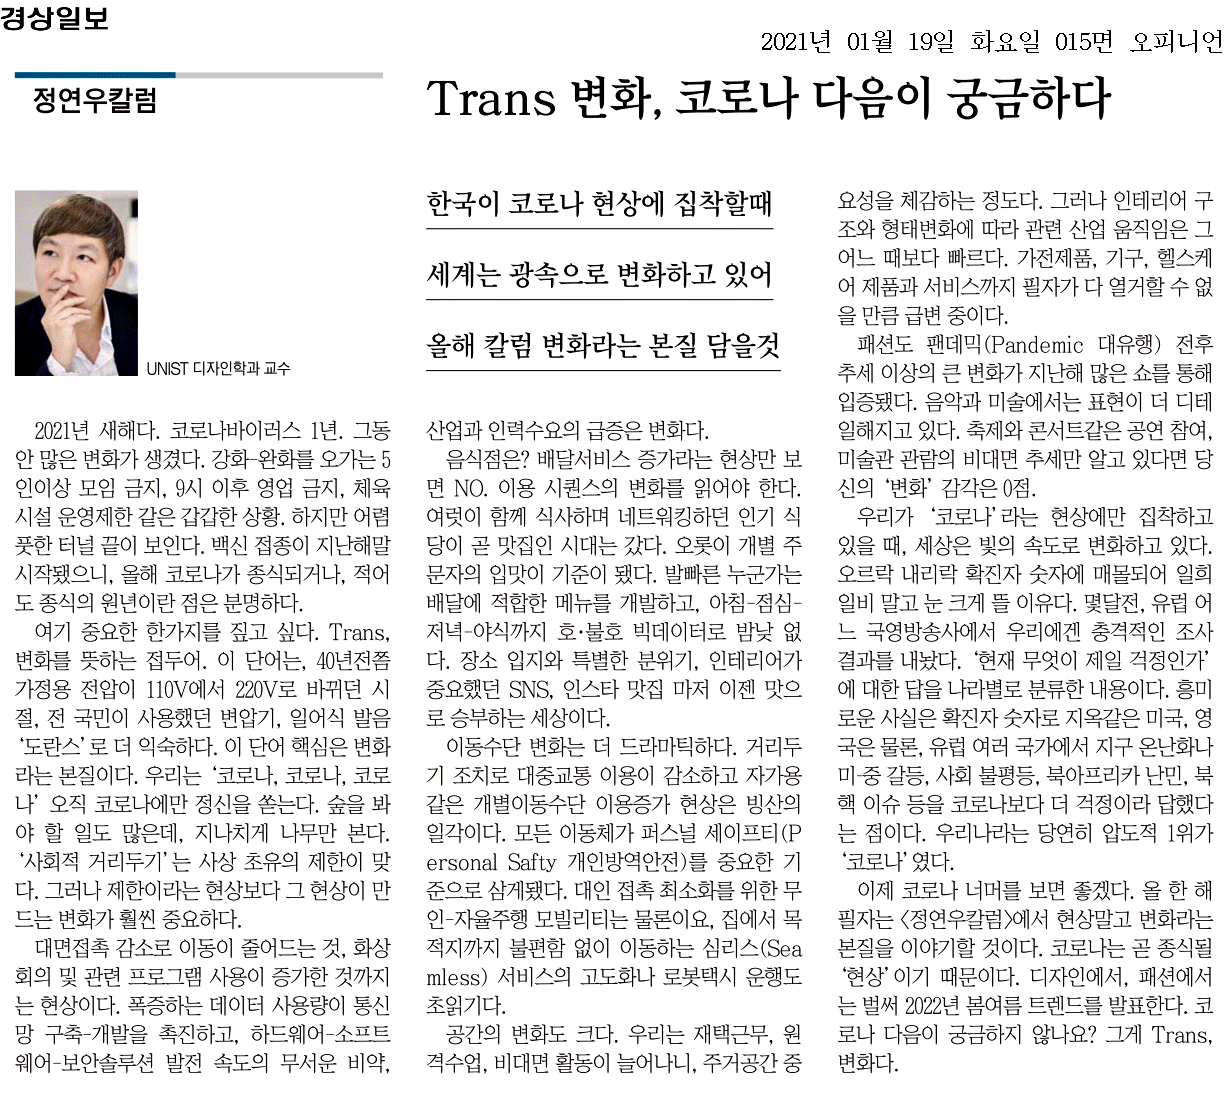 경상일보
2021년 01월 19일 화요일 015면 오피니언
정연우칼럼
Trans 변화, 코로나 다음이 궁금하다
UNIST 디자인학과 교수
한국이 코로나 현상에 집착할때
세계는 광속으로 변화하고 있어
올해 칼럼 변화라는 본질 담을것
2021년 새해다. 코로나바이러스 1년. 그동
안 많은 변화가 생겼다. 강화-완화를 오가는 5
인이상 모임 금지, 9시 이후 영업 금지, 체육
시설 운영제한 같은 갑갑한 상황. 하지만 어렴
풋한 터널 끝이 보인다. 백신 접종이 지난해말
시작됐으니, 올해 코로나가 종식되거나, 적어
도 종식의 원년이란 점은 분명하다.
여기 중요한 한가지를 짚고 싶다. Trans,
변화를 뜻하는 접두어. 이 단어는, 40년전쯤
가정용 전압이 110V에서 220V로 바뀌던 시
절, 전 국민이 사용했던 변압기, 일어식 발음
‘도란스’로 더 익숙하다. 이 단어 핵심은 변화
라는 본질이다. 우리는 ‘코로나, 코로나, 코로
나’ 오직 코로나에만 정신을 쏟는다. 숲을 봐
야 할 일도 많은데, 지나치게 나무만 본다.
‘사회적 거리두기’는 사상 초유의 제한이 맞
다. 그러나 제한이라는 현상보다 그 현상이 만
드는 변화가 훨씬 중요하다.
대면접촉 감소로 이동이 줄어드는 것, 화상
회의 및 관련 프로그램 사용이 증가한 것까지
는 현상이다. 폭증하는 데이터 사용량이 통신
망 구축-개발을 촉진하고, 하드웨어-소프트
웨어-보안솔루션 발전 속도의 무서운 비약,
산업과 인력수요의 급증은 변화다.
음식점은? 배달서비스 증가라는 현상만 보
면 NO. 이용 시퀀스의 변화를 읽어야 한다.
여럿이 함께 식사하며 네트워킹하던 인기 식
당이 곧 맛집인 시대는 갔다. 오롯이 개별 주
문자의 입맛이 기준이 됐다. 발빠른 누군가는
배달에 적합한 메뉴를 개발하고, 아침-점심-
저녁-야식까지 호·불호 빅데이터로 밤낮 없
다. 장소 입지와 특별한 분위기, 인테리어가
중요했던 SNS, 인스타 맛집 마저 이젠 맛으
로 승부하는 세상이다.
이동수단 변화는 더 드라마틱하다. 거리두
기 조치로 대중교통 이용이 감소하고 자가용
같은 개별이동수단 이용증가 현상은 빙산의
일각이다. 모든 이동체가 퍼스널 세이프티(P
ersonal Safty 개인방역안전)를 중요한 기
준으로 삼게됐다. 대인 접촉 최소화를 위한 무
인-자율주행 모빌리티는 물론이요, 집에서 목
적지까지 불편함 없이 이동하는 심리스(Sea
mless) 서비스의 고도화나 로봇택시 운행도
초읽기다.
공간의 변화도 크다. 우리는 재택근무, 원
격수업, 비대면 활동이 늘어나니, 주거공간 중
요성을 체감하는 정도다. 그러나 인테리어 구
조와 형태변화에 따라 관련 산업 움직임은 그
어느 때보다 빠르다. 가전제품, 기구, 헬스케
어 제품과 서비스까지 필자가 다 열거할 수 없
을 만큼 급변 중이다.
패션도 팬데믹(Pandemic 대유행) 전후
추세 이상의 큰 변화가 지난해 많은 쇼를 통해
입증됐다. 음악과 미술에서는 표현이 더 디테
일해지고 있다. 축제와 콘서트같은 공연 참여,
미술관 관람의 비대면 추세만 알고 있다면 당
신의 ‘변화’ 감각은 0점.
우리가 ‘코로나’라는 현상에만 집착하고
있을 때, 세상은 빛의 속도로 변화하고 있다.
오르락 내리락 확진자 숫자에 매몰되어 일희
일비 말고 눈 크게 뜰 이유다. 몇달전, 유럽 어
느 국영방송사에서 우리에겐 충격적인 조사
결과를 내놨다. ‘현재 무엇이 제일 걱정인가’
에 대한 답을 나라별로 분류한 내용이다. 흥미
로운 사실은 확진자 숫자로 지옥같은 미국, 영
국은 물론, 유럽 여러 국가에서 지구 온난화나
미-중 갈등, 사회 불평등, 북아프리카 난민, 북
핵 이슈 등을 코로나보다 더 걱정이라 답했다
는 점이다. 우리나라는 당연히 압도적 1위가
‘코로나’였다.
이제 코로나 너머를 보면 좋겠다. 올 한 해
필자는 <정연우칼럼>에서 현상말고 변화라는
본질을 이야기할 것이다. 코로나는 곧 종식될
‘현상’이기 때문이다. 디자인에서, 패션에서
는 벌써 2022년 봄여름 트렌드를 발표한다. 코
로나 다음이 궁금하지 않나요? 그게 Trans,
변화다.